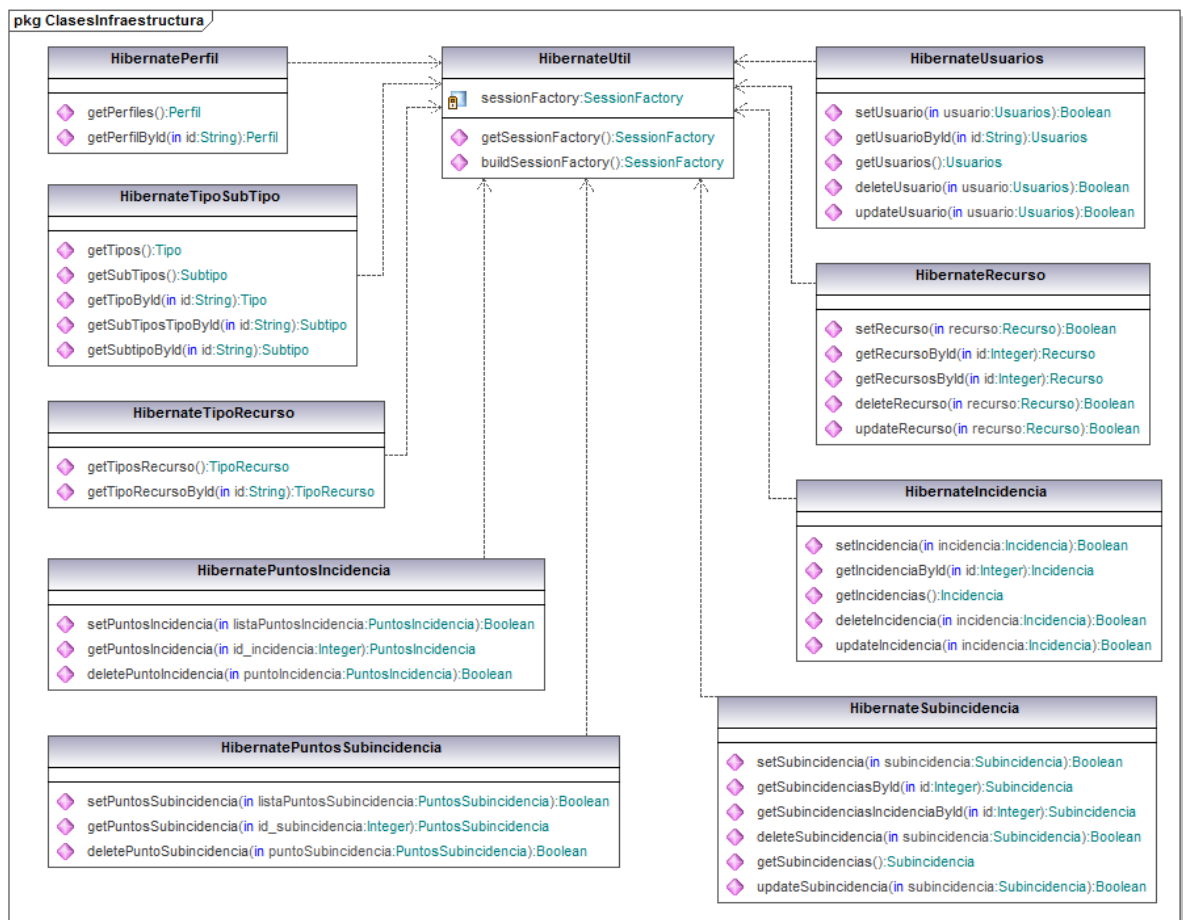 pkg ClasesInfraestructura
HibernatePerfil
getPerfiles():Perfil
getPerfilById(in id:String):Perfil
HibernateUtil
sessionFactory:SessionFactory
getSessionFactory():SessionFactory
buildSessionFactory():SessionFactory
HibernateUsuarios
setUsuario(in usuario:Usuarios):Boolean
getUsuarioById(in id:String):Usuarios
getUsuarios():Usuarios
deleteUsuario(in usuario:Usuarios):Boolean
updateUsuario(in usuario:Usuarios):Boolean
HibernateTipoSubTipo
getTipos():Tipo
getSubTipos():Subtipo
getTipoById(in id:String):Tipo
getSubTiposTipoById(in id:String):Subtipo
getSubtipoById(in id:String):Subtipo
HibernateRecurso
setRecurso(in recurso:Recurso):Boolean
getRecursoById(in id:Integer):Recurso
getRecursosById(in id:Integer):Recurso
deleteRecurso(in recurso:Recurso):Boolean
updateRecurso(in recurso:Recurso):Boolean
HibernateTipoRecurso
getTiposRecurso():TipoRecurso
getTipoRecursoById(in id:String):TipoRecurso
HibernateIncidencia
setIncidencia(in incidencia:Incidencia):Boolean
getIncidenciaById(in id:Integer):Incidencia
getIncidencias():Incidencia
deleteIncidencia(in incidencia:Incidencia):Boolean
updateIncidencia(in incidencia:Incidencia):Boolean
HibernatePuntosIncidencia
setPuntosIncidencia(in listaPuntosIncidencia:PuntosIncidencia):Boolean
getPuntosIncidencia(in id_incidencia:Integer):PuntosIncidencia
deletePuntoIncidencia(in puntoIncidencia:PuntosIncidencia):Boolean
HibernatePuntosSubincidencia
setPuntosSubincidencia(in listaPuntosSubincidencia:PuntosSubincidencia):Boolean
getPuntosSubincidencia(in id_subincidencia:Integer):PuntosSubincidencia
deletePuntoSubincidencia(in puntoSubincidencia:PuntosSubincidencia):Boolean
HibernateSubincidencia
setSubincidencia(in subincidencia:Subincidencia):Boolean
getSubincidenciasById(in id:Integer):Subincidencia
getSubincidenciasIncidenciaById(in id:Integer):Subincidencia
deleteSubincidencia(in subincidencia:Subincidencia):Boolean
getSubincidencias():Subincidencia
updateSubincidencia(in subincidencia:Subincidencia):Boolean